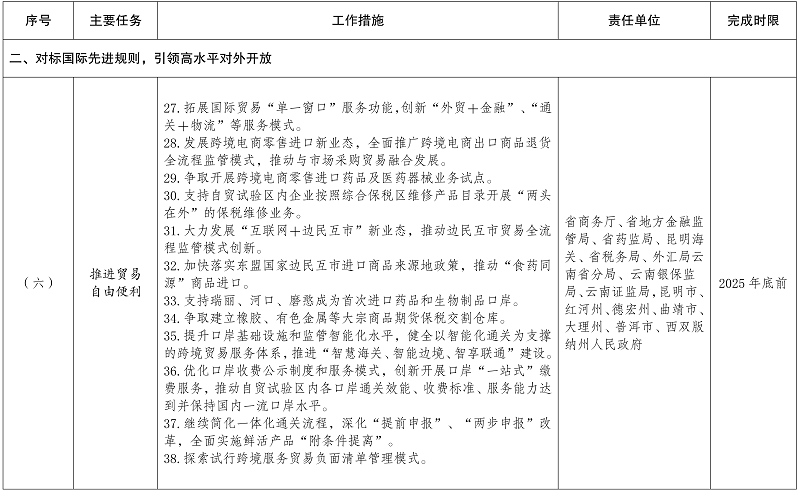 序号 主要任务 工作措施 责任单位 完成时限
二、对标国际先进规则，引领高水平对外开放
（六）
推进贸易
自由便利
27.拓展国际贸易“单一窗口”服务功能,创新“外贸+金融”、“通
关+物流”等服务模式。
28.发展跨境电商零售进口新业态，全面推广跨境电商出口商品退货
全流程监管模式，推动与市场采购贸易融合发展。
29.争取开展跨境电商零售进口药品及医药器械业务试点。
30.支持自贸试验区内企业按照综合保税区维修产品目录开展“两头
在外”的保税维修业务。
31.大力发展“互联网+边民互市”新业态，推动边民互市贸易全流
程监管模式创新。
32.加快落实东盟国家边民互市进口商品来源地政策，推动“食药同
源”商品进口。
33.支持瑞丽、河口、磨憨成为首次进口药品和生物制品口岸。
34.争取建立橡胶、有色金属等大宗商品期货保税交割仓库。
35.提升口岸基础设施和监管智能化水平，健全以智能化通关为支撑
的跨境贸易服务体系，推进“智慧海关、智能边境、智享联通”建设。
36.优化口岸收费公示制度和服务模式，创新开展口岸“一站式”缴
费服务，推动自贸试验区内各口岸通关效能、收费标准、服务能力达
到并保持国内一流口岸水平。
37.继续简化一体化通关流程，深化“提前申报”、“两步申报”改
革，全面实施鲜活产品“附条件提离”。
38.探索试行跨境服务贸易负面清单管理模式。
省商务厅、省地方金融监
管局、省药监局、昆明海
关、省税务局、外汇局云
南省分局、云南银保监
局、云南证监局,昆明市、
红河州、德宏州、曲靖市、
大理州、普洱市、西双版
纳州人民政府
2025年底前